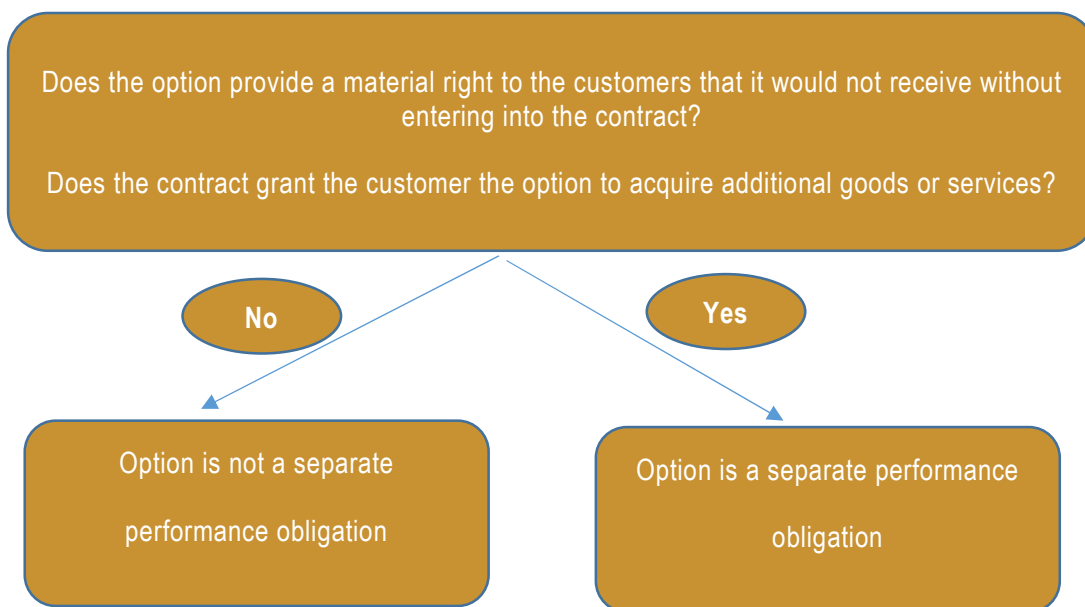 Does the option provide a material right to the customers that it would not receive without
entering into the contract?
Does the contract grant the customer the option to acquire additional goods or services?
No
Yes
Option is not a separate
performance obligation
Option is a separate performance
obligation